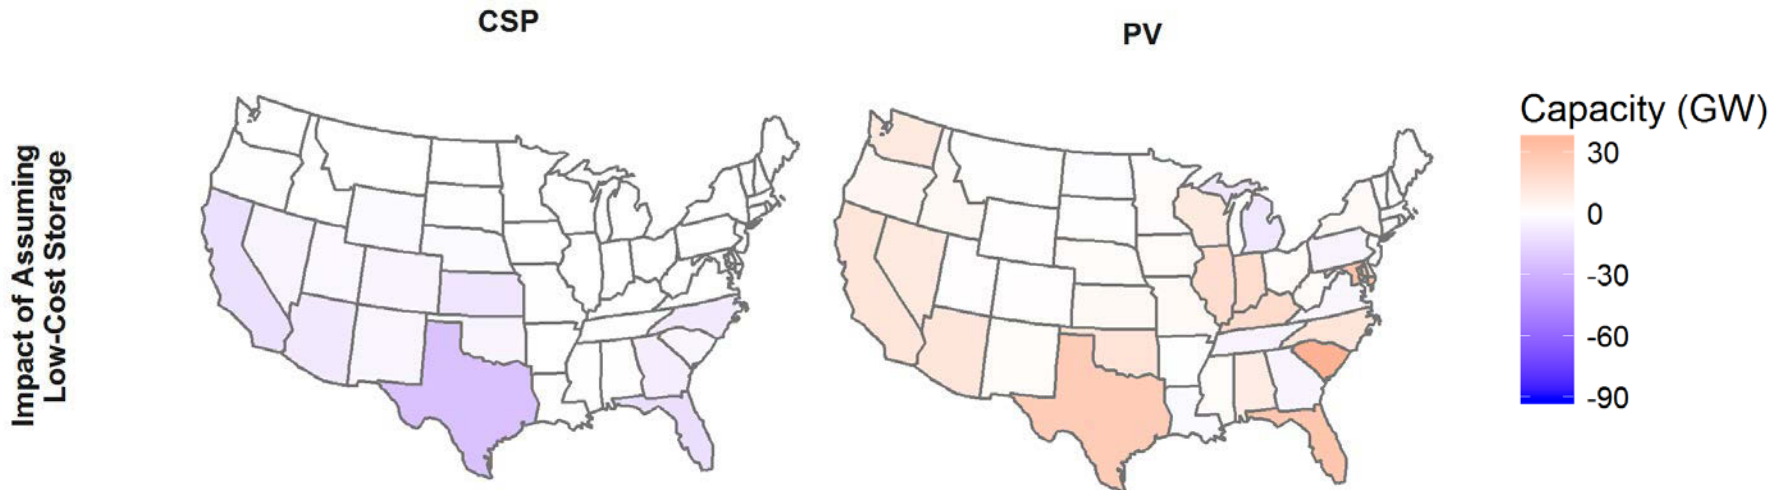 CSP
PV
Impact of Assuming
Low-Cost Storage
Capacity (GW)
30
0
-30
-60
-90